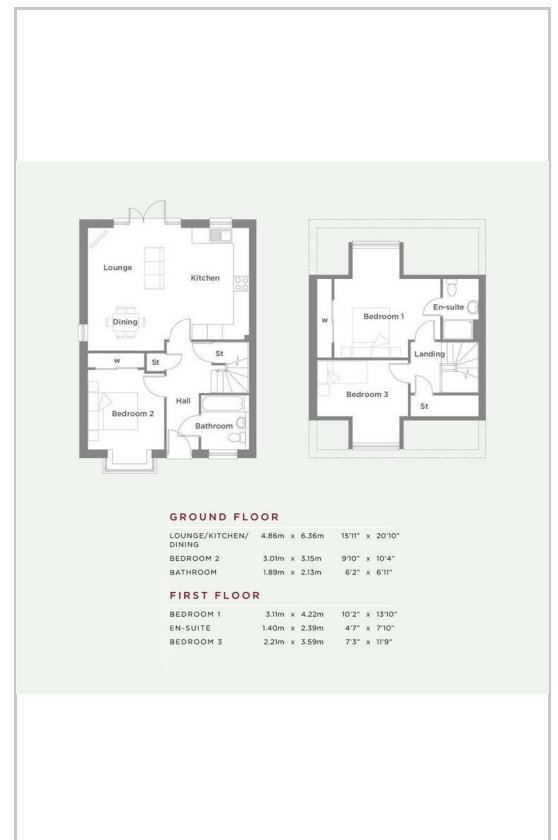 Lounge
Kitchen
Dining
W
St
St
Bedroom 2
Hall
Bathroom
W
Bedroom 1
En-suite
Landing
Bedroom 3
St
GROUND FLOOR
LOUNGE/KITCHEN/ 4.86m x 6.36m 15'11" x 20'10"
DINING
BEDROOM 2 3.01m x 3.15m 9'10" x 10'4"
BATHROOM 1.89m x 2.13m 6'2" x 6'11"
FIRST FLOOR
BEDROOM 1 3.11m x 4.22m 10'2" x 13'10"
EN-SUITE 1.40m x 2.39m 4'7" x 7'10"
BEDROOM 3 2.21m x 3.59m 7'3" x 11'9"